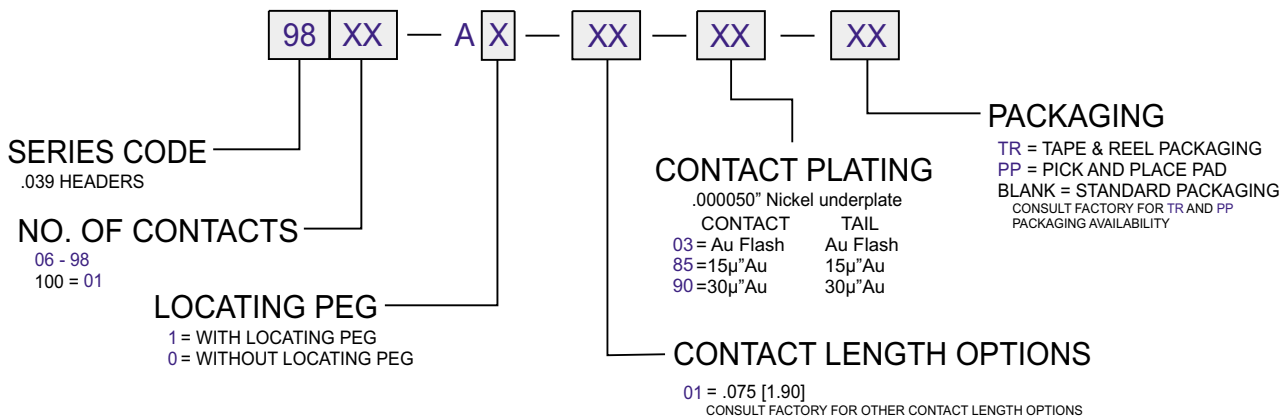 98 XX — A X — XX — XX — XX
SERIES CODE
.039 HEADERS
NO. OF CONTACTS
06 - 98
100 = 01
LOCATING PEG
1 = WITH LOCATING PEG
0 = WITHOUT LOCATING PEG
CONTACT PLATING
.000050” Nickel underplate
CONTACT TAIL
03 = Au Flash Au Flash
85 =15µ”Au 15µ”Au
90 =30µ”Au 30µ”Au
CONTACT LENGTH OPTIONS
01 = .075 [1.90]
CONSULT FACTORY FOR OTHER CONTACT LENGTH OPTIONS
PACKAGING
TR = TAPE & REEL PACKAGING
PP = PICK AND PLACE PAD
BLANK = STANDARD PACKAGING
CONSULT FACTORY FOR TR AND PP
PACKAGING AVAILABILITY